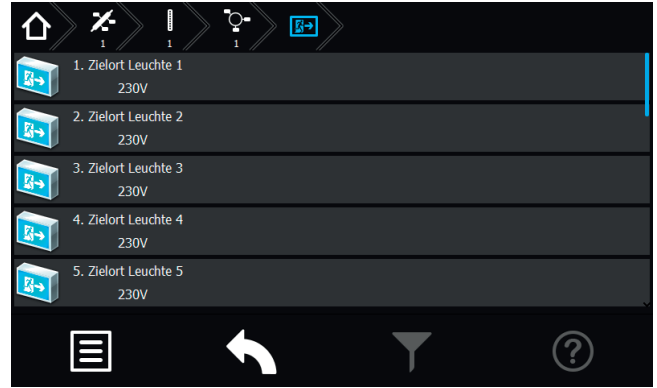 1 1 1
1. Zielort Leuchte 1
230V
2. Zielort Leuchte 2
230V
3. Zielort Leuchte 3
230V
4. Zielort Leuchte 4
230V
5. Zielort Leuchte 5
230V
?